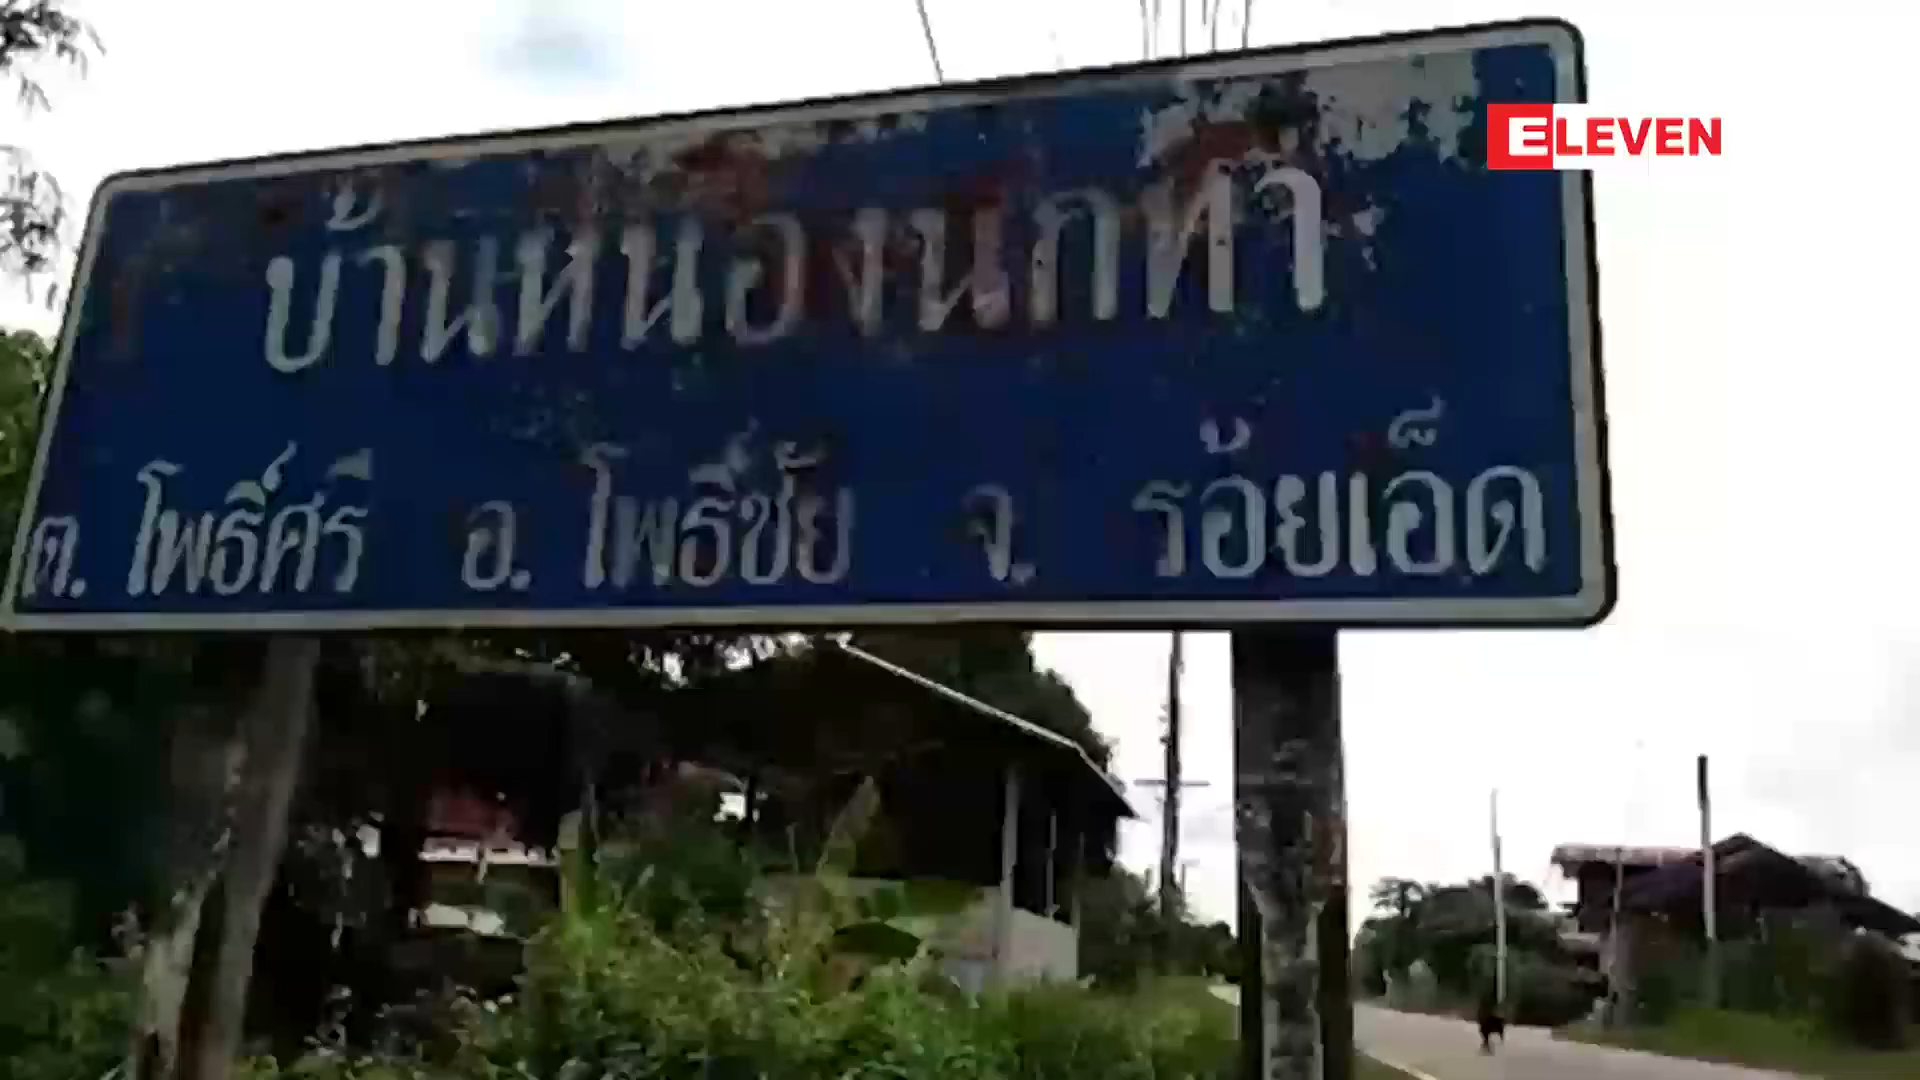 ELEVEN
บ้านหนองนกทา
ต. โพธิ์ศรี อ. โพธิ์ชัย จ. ร้อยเอ็ด